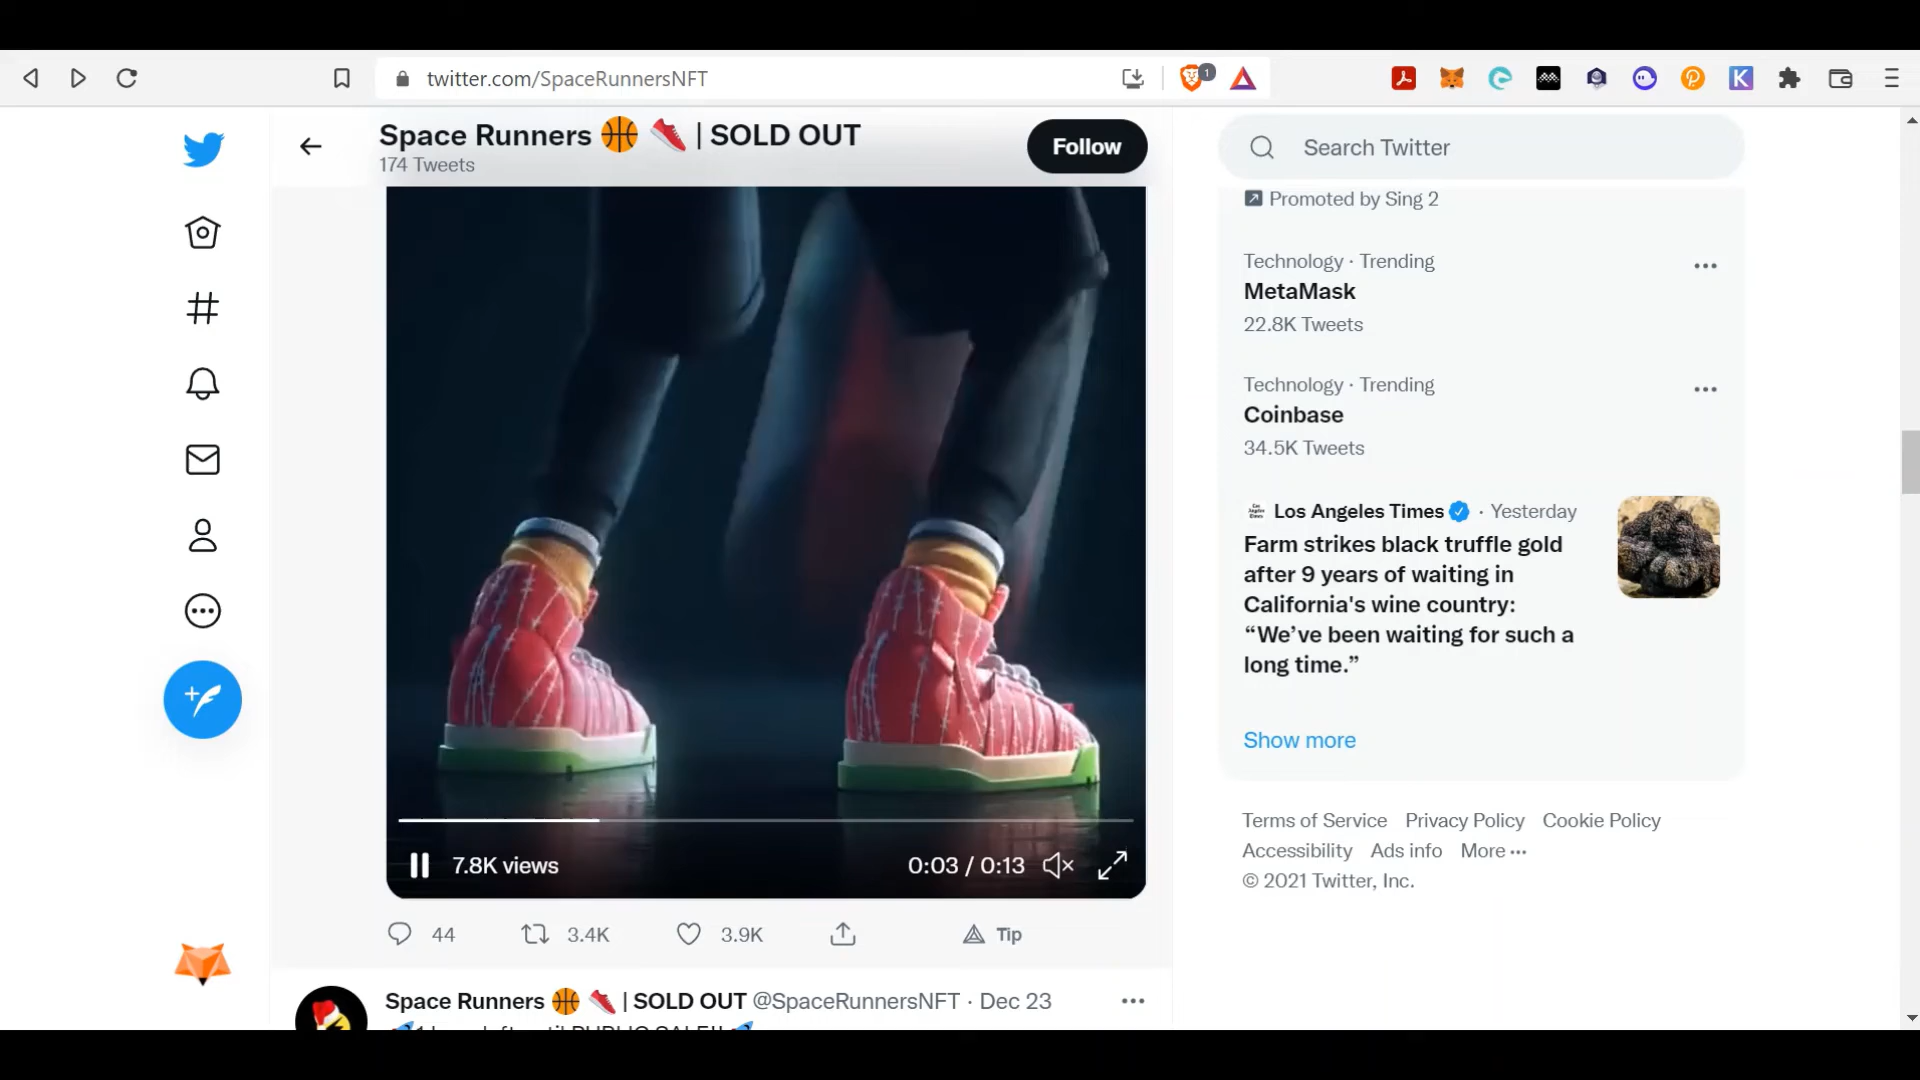 twitter.com/SpaceRunnersNFT
1
Space Runners 🏀 👟 | SOLD OUT
174 Tweets
Follow
Search Twitter
Promoted by Sing 2
Technology · Trending
MetaMask
22.8K Tweets
Technology · Trending
Coinbase
34.5K Tweets
Los Angeles Times · Yesterday
Farm strikes black truffle gold
after 9 years of waiting in
California's wine country:
“We’ve been waiting for such a
long time.”
Show more
Terms of Service Privacy Policy Cookie Policy
Accessibility Ads info More ···
© 2021 Twitter, Inc.
7.8K views
0:03 / 0:13
44 3.4K 3.9K Tip
Space Runners 🏀 👟 | SOLD OUT @SpaceRunnersNFT · Dec 23